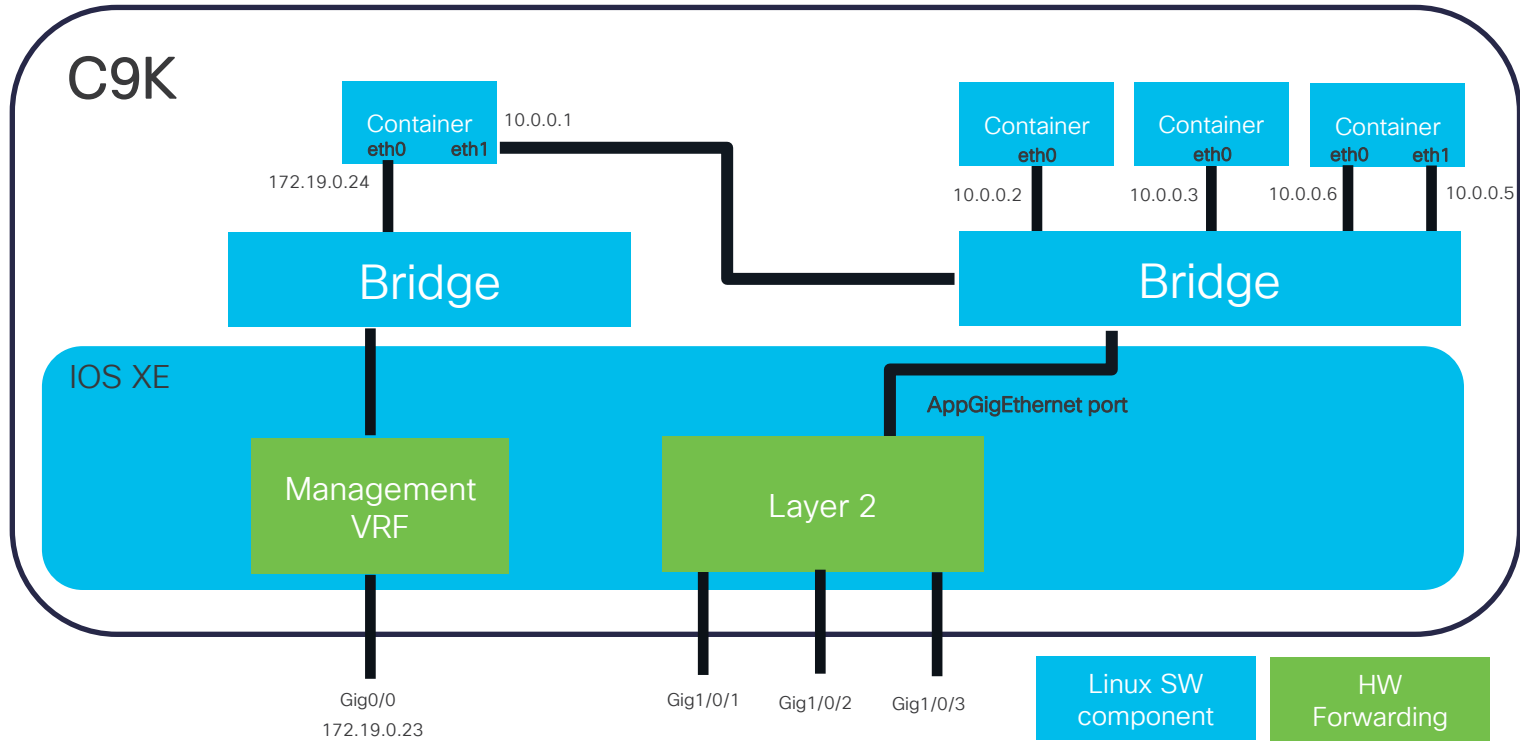 C9K
Container
eth0 eth1
10.0.0.1
172.19.0.24
Container
eth0
10.0.0.2
Container
eth0
10.0.0.3
Container
eth0 eth1
10.0.0.6
10.0.0.5
Bridge
Bridge
IOS XE
AppGigEthernet port
Management
VRF
Layer 2
Gig0/0
172.19.0.23
Gig1/0/1
Gig1/0/2
Gig1/0/3
Linux SW
component
HW
Forwarding